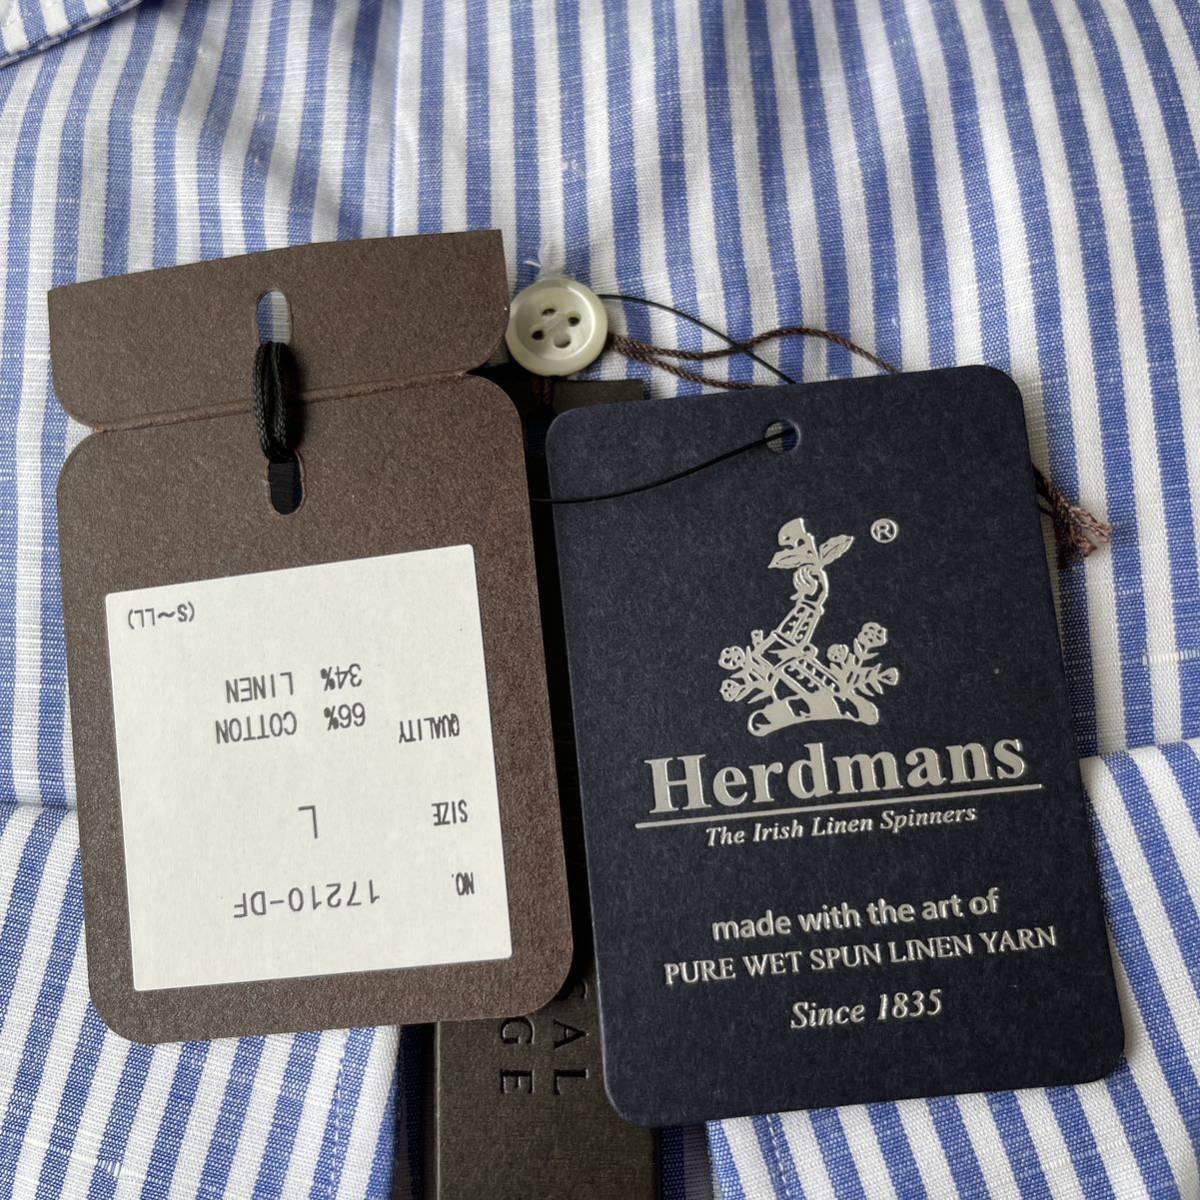 NO. 17210-DF
SIZE L
QUALITY 66% COTTON
34% LINEN
(S~LL)
®
Herdmans
The Irish Linen Spinners
made with the art of
PURE WET SPUN LINEN YARN
Since 1835